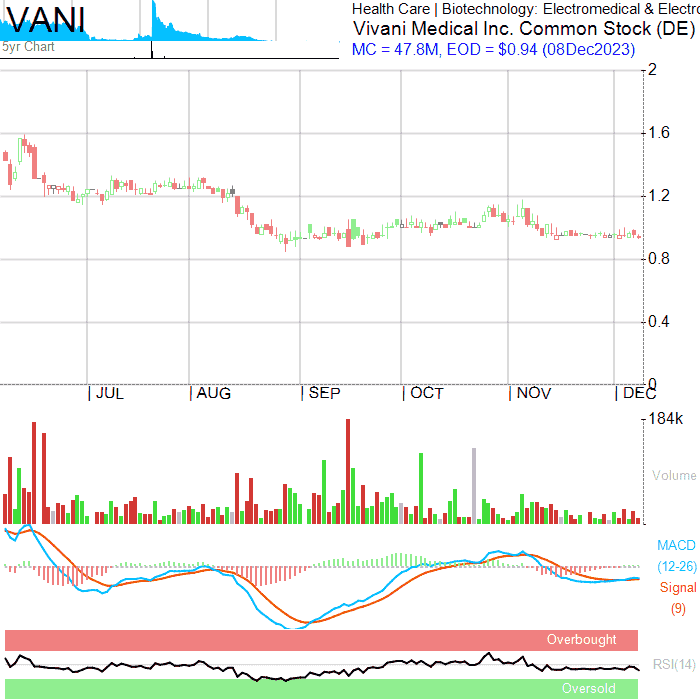 VANI
5yr Chart
Health Care | Biotechnology: Electromedical & Electro
Vivani Medical Inc. Common Stock (DE)
MC = 47.8M, EOD = $0.94 (08Dec2023)
2
1.6
1.2
0.8
0.4
0
| JUL | AUG | SEP | OCT | NOV | DEC
184k
Volume
MACD
(12-26)
Signal
(9)
Overbought
RSI(14)
Oversold